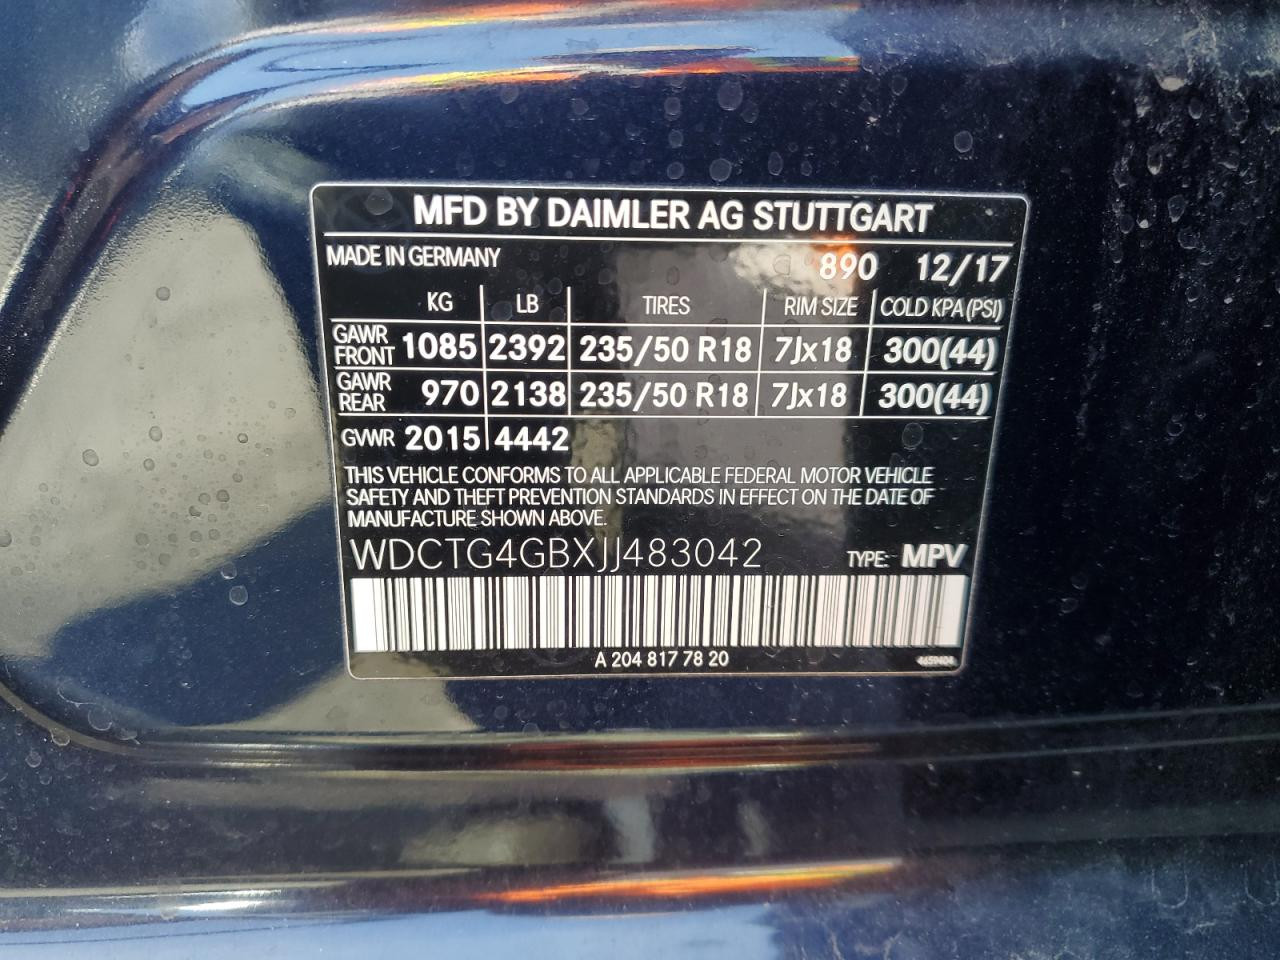 MFD BY DAIMLER AG STUTTGART
MADE IN GERMANY 890 12/17
KG LB TIRES RIM SIZE COLD KPA (PSI)
GAWR FRONT 1085 2392 235/50 R18 7Jx18 300(44)
GAWR REAR 970 2138 235/50 R18 7Jx18 300(44)
GVWR 2015 4442
THIS VEHICLE CONFORMS TO ALL APPLICABLE FEDERAL MOTOR VEHICLE
SAFETY AND THEFT PREVENTION STANDARDS IN EFFECT ON THE DATE OF
MANUFACTURE SHOWN ABOVE.
WDCTG4GBXJJ483042 TYPE: MPV
A 204 817 78 20